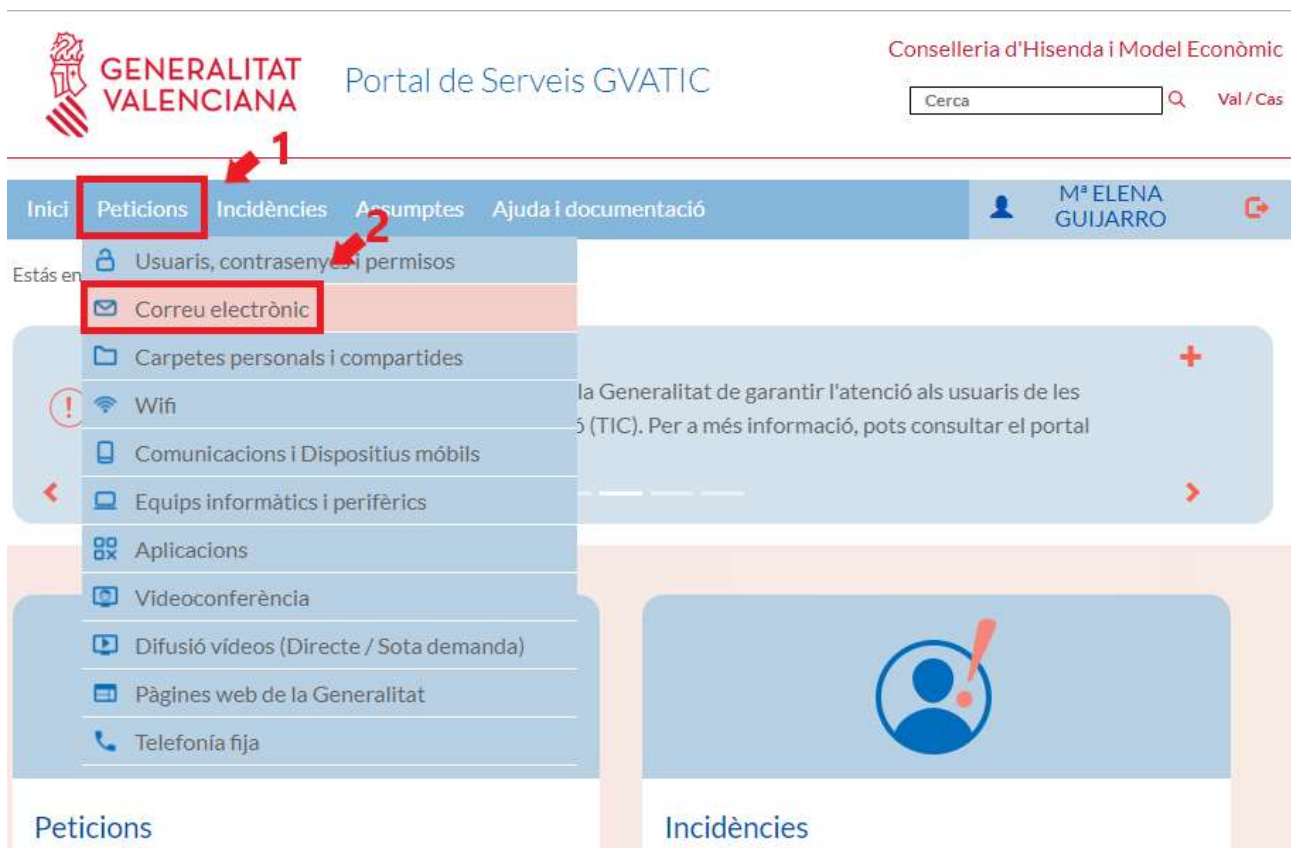 GENERALITAT
VALENCIANA
Portal de Serveis GVATIC
Conselleria d'Hisenda i Model Econòmic
Cerca
Val / Cas
1
Inici Peticions Incidències Assumptes Ajuda i documentació
Mª ELENA
GUIJARRO
2
Usuaris, contrasenyes i permisos
Estás en
Correu electrònic
Carpetes personals i compartides
la Generalitat de garantir l'atenció als usuaris de les
Wifi
(TIC). Per a més informació, pots consultar el portal
Comunicacions i Dispositius móbils
Equips informàtics i perifèrics
Aplicacions
Videoconferència
Difusió vídeos (Directe / Sota demanda)
Pàgines web de la Generalitat
Telefonía fija
Peticions
Incidències